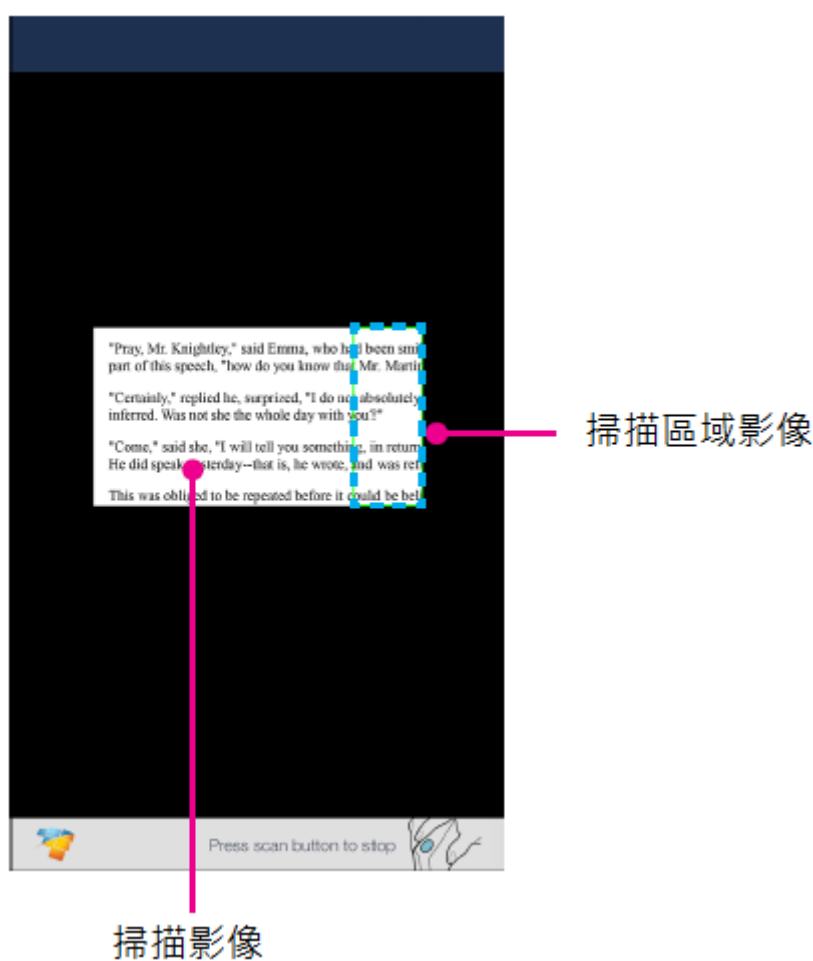 "Pray, Mr. Knightley," said Emma, who had been smi
part of this speech, "how do you know that Mr. Martin
"Certainly," replied he, surprized, "I do not absolutely
inferred. Was not she the whole day with you?"
"Come," said she, "I will tell you something, in return
He did speak yesterday--that is, he wrote, and was ref
This was obliged to be repeated before it could be bel
掃描區域影像
Press scan button to stop
掃描影像